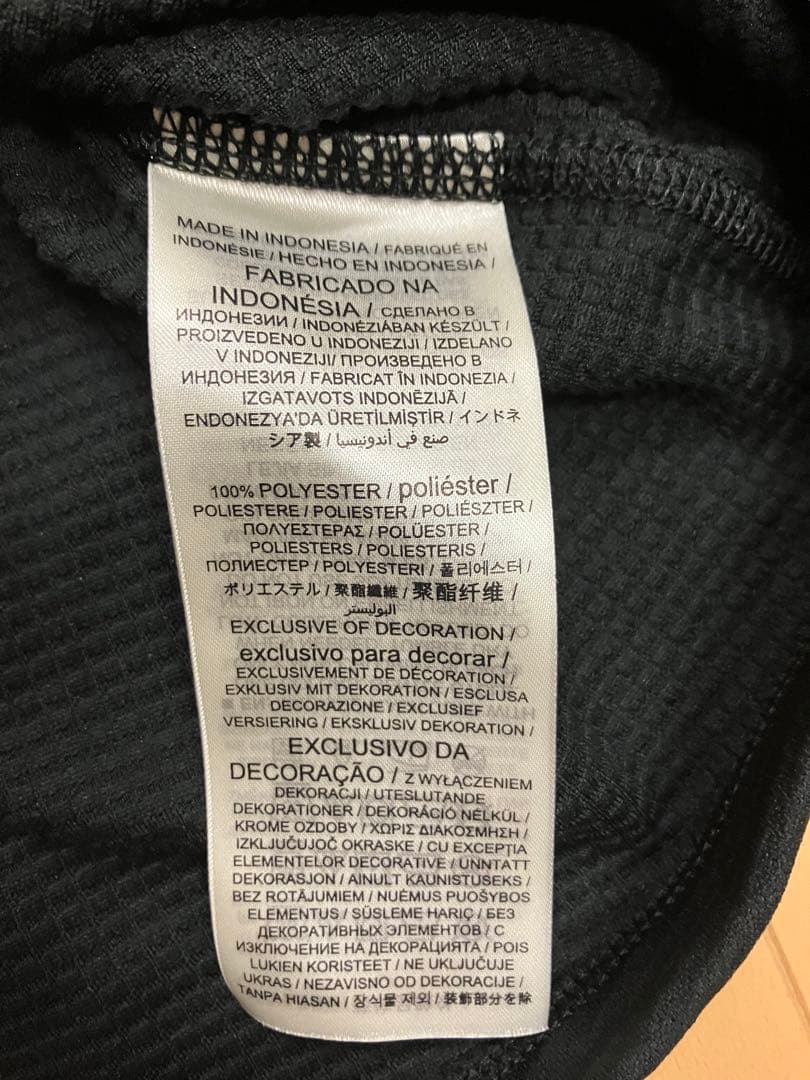 MADE IN INDONESIA / FABRIQUÉ EN
INDONÉSIE / HECHO EN INDONESIA /
FABRICADO NA
INDONÉSIA / СДЕЛАНО В
ИНДОНЕЗИИ / INDONÉZIÁBAN KÉSZÜLT /
PROIZVEDENO U INDONEZIJI / IZDELANO
V INDONEZIJI/ ПРОИЗВЕДЕНО В
ИНДОНЕЗИЯ / FABRICAT ÎN INDONEZIA /
IZGATAVOTS INDONĒZIJĀ /
ENDONEZYA'DA ÜRETİLMİŞTİR / インドネ
シア製 / صنع في أندونيسيا
100% POLYESTER / poliéster /
POLIESTERE / POLIESTER / POLIÉSZTER /
ΠΟΛΥΕΣΤΕΡΑΣ / POLÜESTER /
POLIESTERS / POLIESTERIS /
ПОЛИЕСТЕР / POLYESTERI / 폴리에스터 /
ポリエステル / 聚酯纖維 / 聚酯纤维 /
البوليستر
EXCLUSIVE OF DECORATION /
exclusivo para decorar /
EXCLUSIVEMENT DE DÉCORATION /
EXKLUSIV MIT DEKORATION / ESCLUSA
DECORAZIONE / EXCLUSIEF
VERSIERING / EKSKLUSIV DEKORATION /
EXCLUSIVO DA
DECORAÇÃO / Z WYŁĄCZENIEM
DEKORACJI / UTESLUTANDE
DEKORATIONER / DEKORÁCIÓ NÉLKÜL /
KROME OZDOBY / ΧΩΡΙΣ ΔΙΑΚΟΣΜΗΣΗ /
IZKLJUČUJOČ OKRASKE / CU EXCEPȚIA
ELEMENTELOR DECORATIVE / UNNTATT
DEKORASJON / AINULT KAUNISTUSEKS /
BEZ ROTĀJUMIEM / NUĖMUS PUOŠYBOS
ELEMENTUS / SÜSLEME HARİÇ / БЕЗ
ДЕКОРАТИВНЫХ ЭЛЕМЕНТОВ / С
ИЗКЛЮЧЕНИЕ НА ДЕКОРАЦИЯТА / POIS
LUKIEN KORISTEET / NE UKLJUČUJE
UKRAS / NEZAVISNO OD DEKORACIJE /
TANPA HIASAN / 장식물 제외 / 装飾部分を除